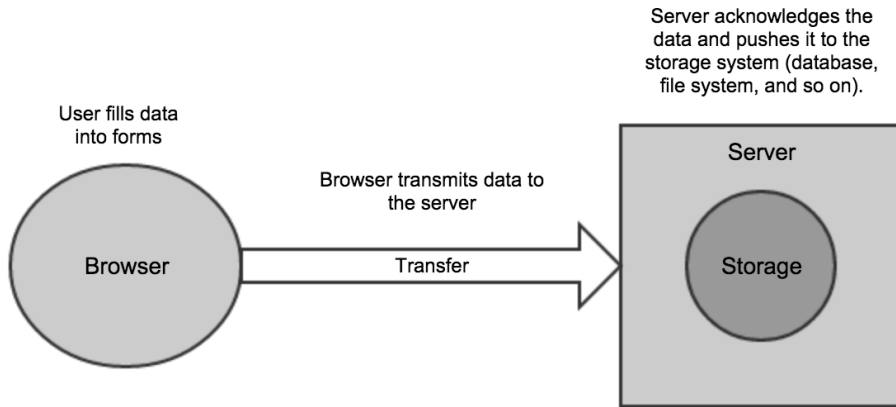 Server acknowledges the
data and pushes it to the
storage system (database,
file system, and so on).
User fills data
into forms
Server
Browser transmits data to
the server
Browser
Transfer
Storage